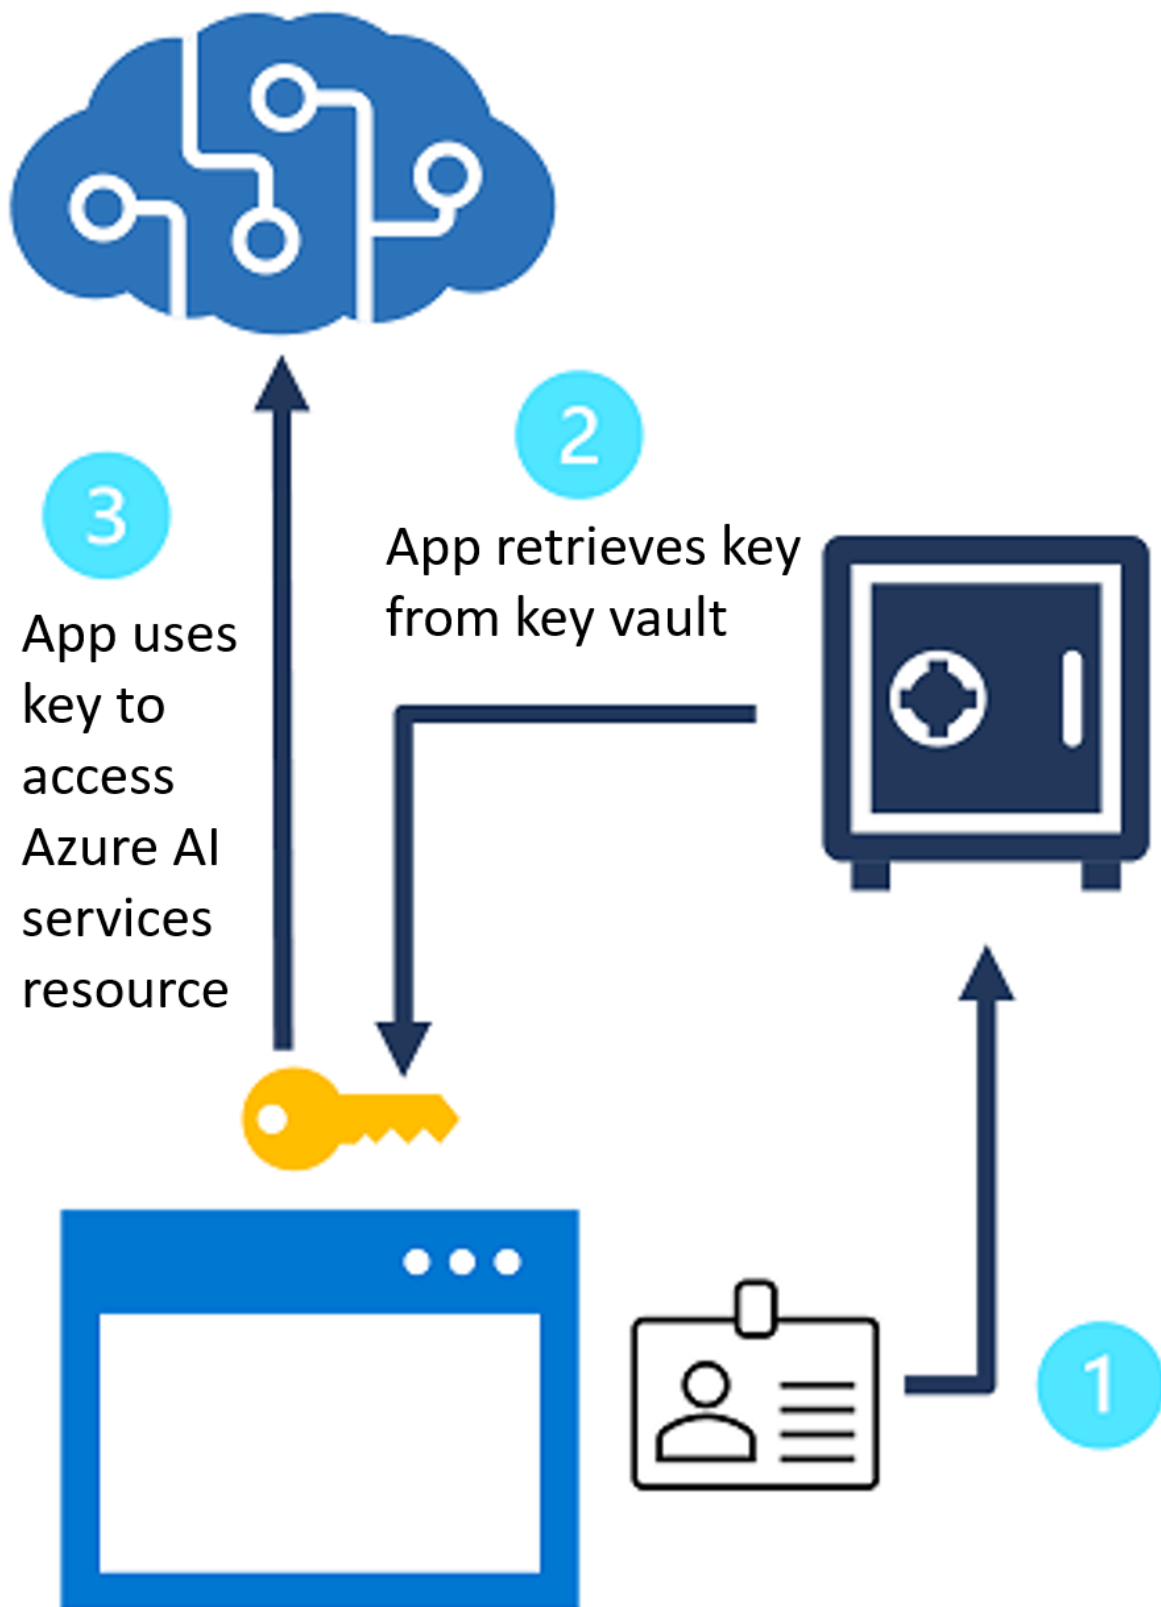 2
App retrieves key
from key vault
3
App uses
key to
access
Azure AI
services
resource
1